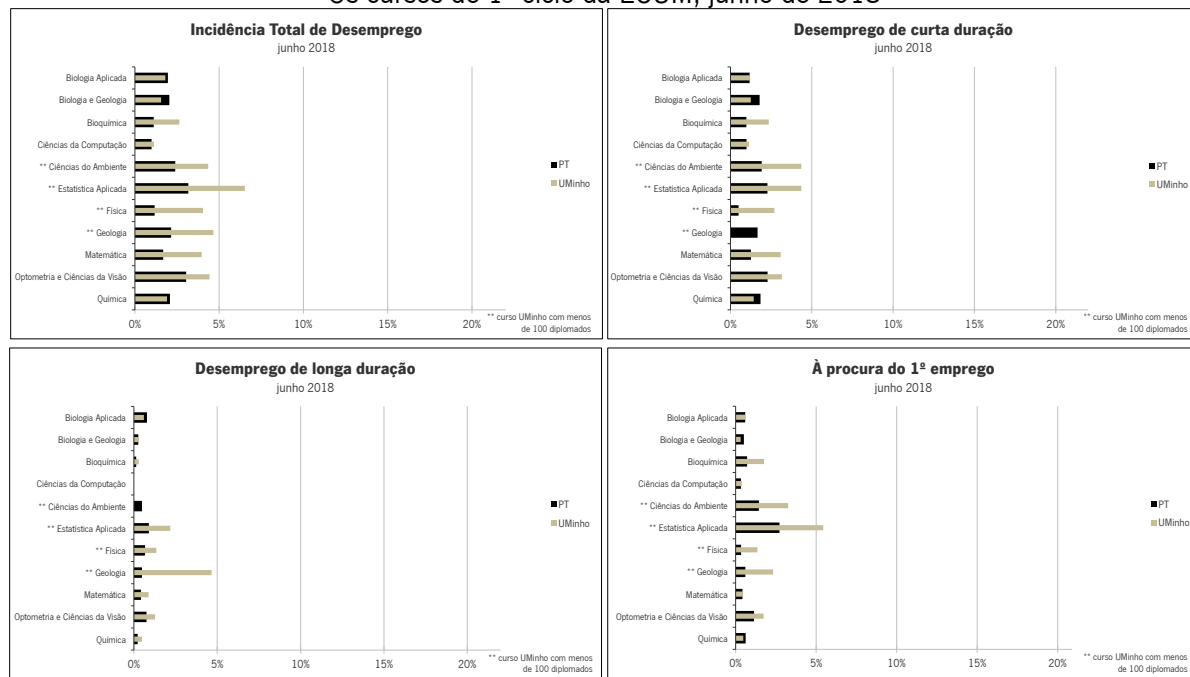 os cursos do 1º ciclo da ECUM, junho de 2018
Incidência Total de Desemprego
junho 2018
Biologia Aplicada
Biologia e Geologia
Bioquímica
Ciências da Computação
** Ciências do Ambiente
** Estatística Aplicada
** Física
** Geologia
Matemática
Optometria e Ciências da Visão
Química
PT
UMinho
0% 5% 10% 15% 20%
** curso UMinho com menos
de 100 diplomados
Desemprego de curta duração
junho 2018
Biologia Aplicada
Biologia e Geologia
Bioquímica
Ciências da Computação
** Ciências do Ambiente
** Estatística Aplicada
** Física
** Geologia
Matemática
Optometria e Ciências da Visão
Química
PT
UMinho
0% 5% 10% 15% 20%
** curso UMinho com menos
de 100 diplomados
Desemprego de longa duração
junho 2018
Biologia Aplicada
Biologia e Geologia
Bioquímica
Ciências da Computação
** Ciências do Ambiente
** Estatística Aplicada
** Física
** Geologia
Matemática
Optometria e Ciências da Visão
Química
PT
UMinho
0% 5% 10% 15% 20%
** curso UMinho com menos
de 100 diplomados
À procura do 1º emprego
junho 2018
Biologia Aplicada
Biologia e Geologia
Bioquímica
Ciências da Computação
** Ciências do Ambiente
** Estatística Aplicada
** Física
** Geologia
Matemática
Optometria e Ciências da Visão
Química
PT
UMinho
0% 5% 10% 15% 20%
** curso UMinho com menos
de 100 diplomados